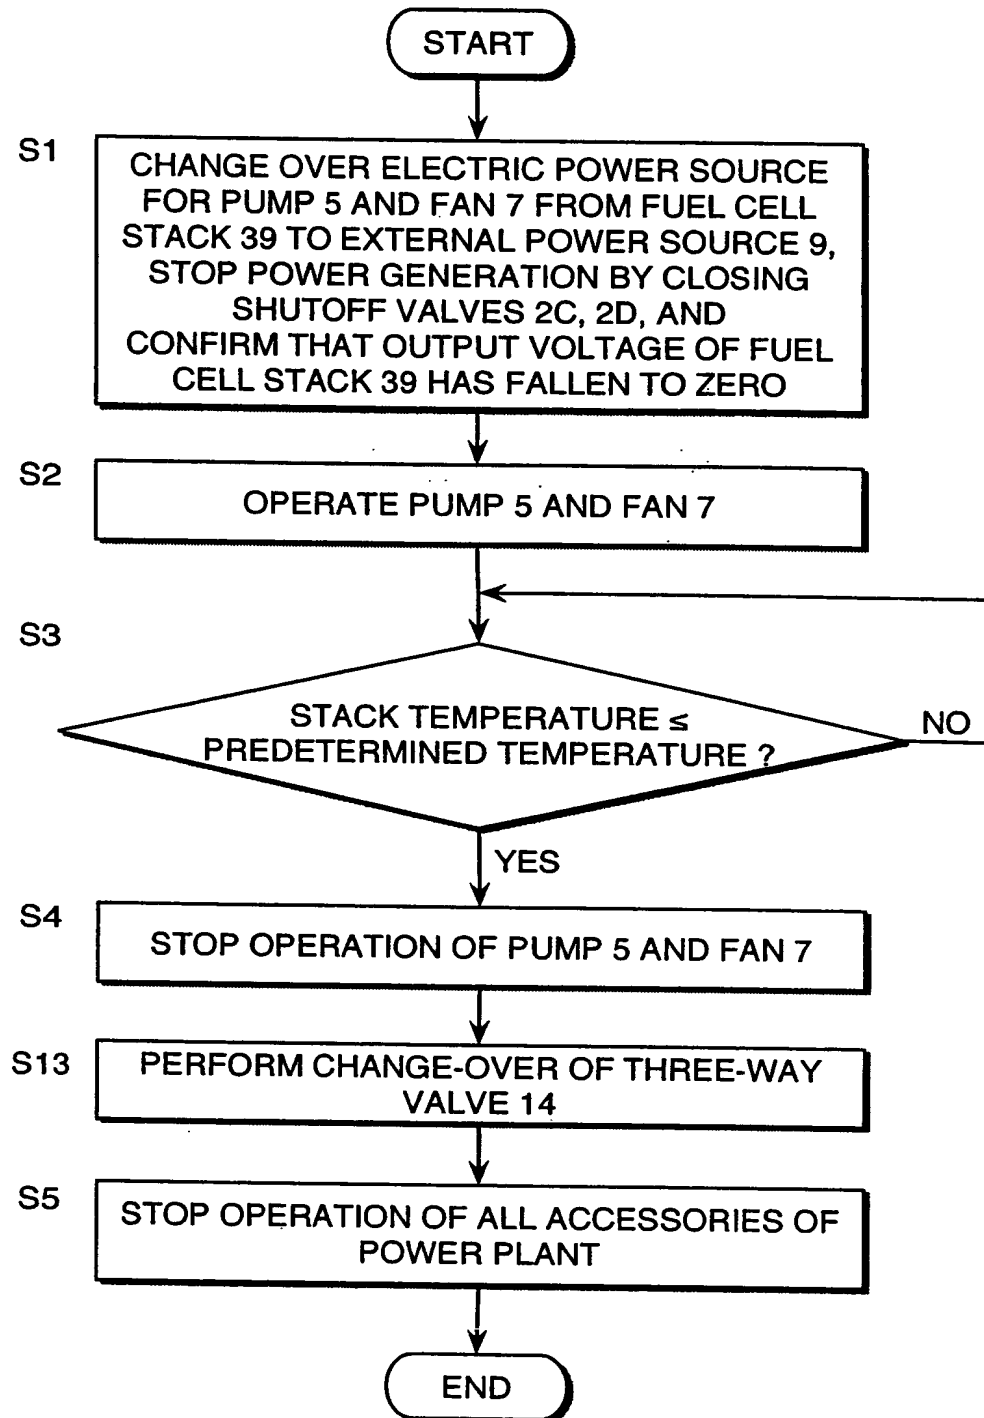 START
S1
CHANGE OVER ELECTRIC POWER SOURCE
FOR PUMP 5 AND FAN 7 FROM FUEL CELL
STACK 39 TO EXTERNAL POWER SOURCE 9,
STOP POWER GENERATION BY CLOSING
SHUTOFF VALVES 2C, 2D, AND
CONFIRM THAT OUTPUT VOLTAGE OF FUEL
CELL STACK 39 HAS FALLEN TO ZERO
S2
OPERATE PUMP 5 AND FAN 7
S3
STACK TEMPERATURE ≤
PREDETERMINED TEMPERATURE ?
NO
YES
S4
STOP OPERATION OF PUMP 5 AND FAN 7
S13
PERFORM CHANGE-OVER OF THREE-WAY
VALVE 14
S5
STOP OPERATION OF ALL ACCESSORIES OF
POWER PLANT
END